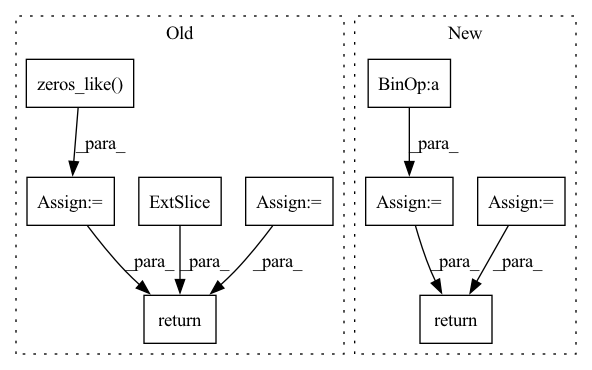 Old
New
zeros_like()
BinOp:a
_para_
_para_
Assign:=
ExtSlice
Assign:=
Assign:=
Assign:=
_para_
_para_
_para_
_para_
_para_
return
return